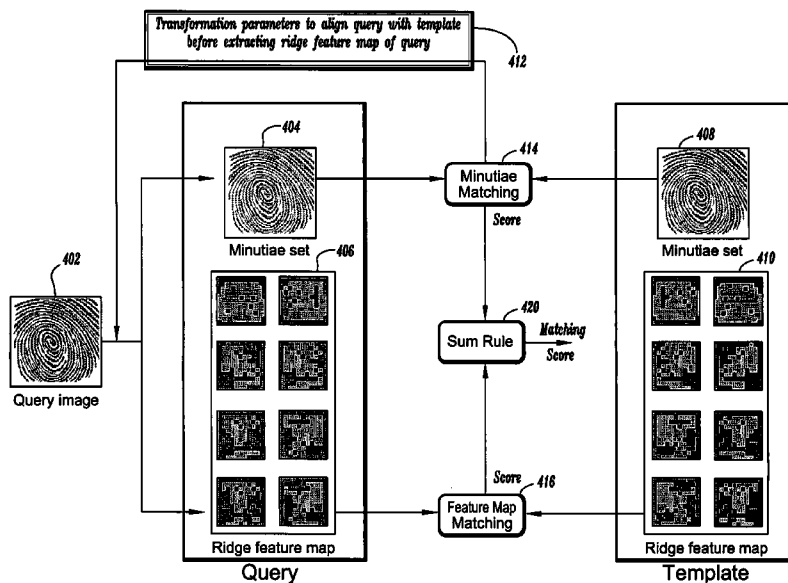 Transformation parameters to align query with template
before extracting ridge feature map of query
412
404
Minutiae set
414
Minutiae
Matching
Score
408
Minutiae set
402
Query image
406
Ridge feature map
Query
420
Sum Rule
Matching
Score
Score
416
Feature Map
Matching
410
Ridge feature map
Template